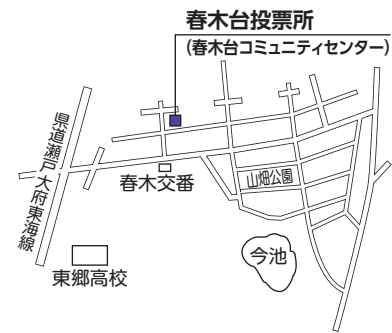 春木台投票所
(春木台コミュニティセンター)
県道瀬戸大府東海線
春木交番
山畑公園
今池
東郷高校